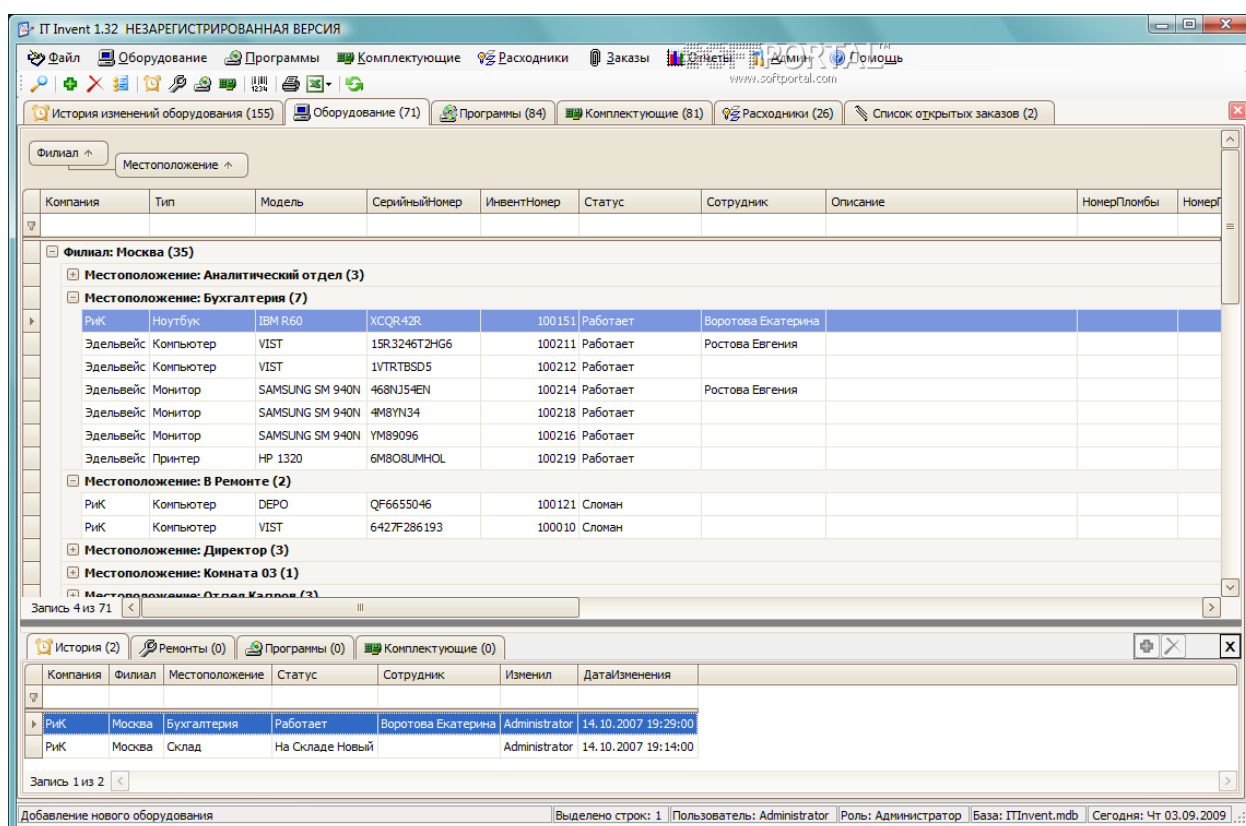 IT Invent 1.32 НЕЗАРЕГИСТРИРОВАННАЯ ВЕРСИЯ
Файл Оборудование Программы Комплектующие Расходники Заказы Отчеты Админ Помощь
SOFTPORTAL™
www.softportal.com
История изменений оборудования (155) Оборудование (71) Программы (84) Комплектующие (81) Расходники (26) Список открытых заказов (2)
Филиал
Местоположение
Компания Тип Модель СерийныйНомер ИнвентНомер Статус Сотрудник Описание НомерПломбы
Филиал: Москва (35)
Местоположение: Аналитический отдел (3)
Местоположение: Бухгалтерия (7)
РиК Ноутбук IBM R60 XCQR42R 100151 Работает Воротова Екатерина
Эдельвейс Компьютер VIST 15R3246T2HG6 100211 Работает Ростова Евгения
Эдельвейс Компьютер VIST 1VTRTBSD5 100212 Работает
Эдельвейс Монитор SAMSUNG SM 940N 468NJ54EN 100214 Работает Ростова Евгения
Эдельвейс Монитор SAMSUNG SM 940N 4M8YN34 100218 Работает
Эдельвейс Монитор SAMSUNG SM 940N YM89096 100216 Работает
Эдельвейс Принтер HP 1320 6M8O8UMHOL 100219 Работает
Местоположение: В Ремонте (2)
РиК Компьютер DEPO QF6655046 100121 Сломан
РиК Компьютер VIST 6427F286193 100010 Сломан
Местоположение: Директор (3)
Местоположение: Комната 03 (1)
Местоположение: Отдел Кадров (3)
Запись 4 из 71
История (2) Ремонты (0) Программы (0) Комплектующие (0)
Компания Филиал Местоположение Статус Сотрудник Изменил ДатаИзменения
РиК Москва Бухгалтерия Работает Воротова Екатерина Administrator 14.10.2007 19:29:00
РиК Москва Склад На Складе Новый Administrator 14.10.2007 19:14:00
Запись 1 из 2
Добавление нового оборудования Выделено строк: 1 Пользователь: Administrator Роль: Администратор База: ITInvent.mdb Сегодня: Чт 03.09.2009